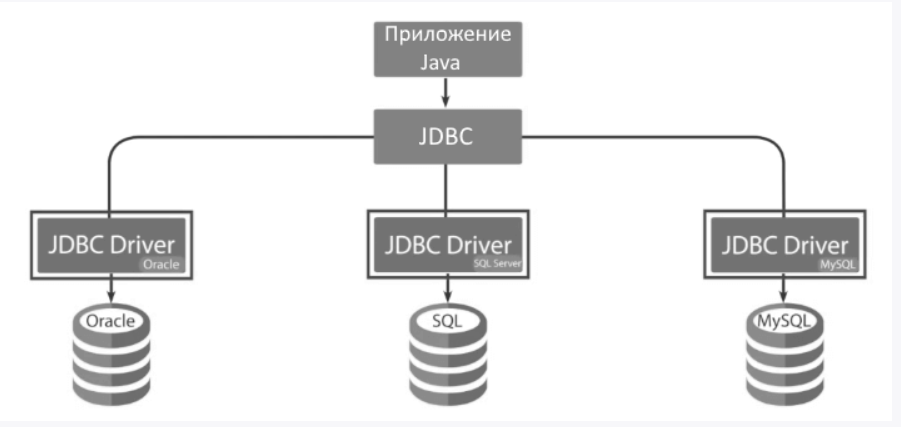 Приложение
Java
JDBC
JDBC Driver
Oracle
JDBC Driver
SQL Server
JDBC Driver
MySQL
Oracle
SQL
MySQL